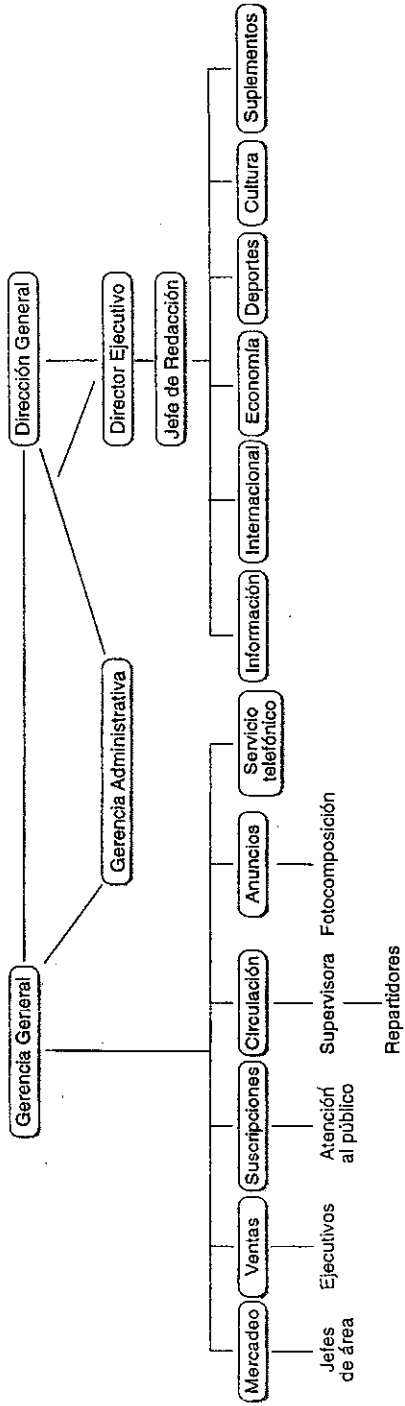 Gerencia General
Dirección General
Gerencia Administrativa
Director Ejecutivo
Jefe de Redacción
Mercadeo
Ventas
Suscripciones
Circulación
Anuncios
Servicio
telefónico
Información
Internacional
Economía
Deportes
Cultura
Suplementos
Jefes
de área
Ejecutivos
Atención
al público
Supervisora
Fotocomposición
Repartidores